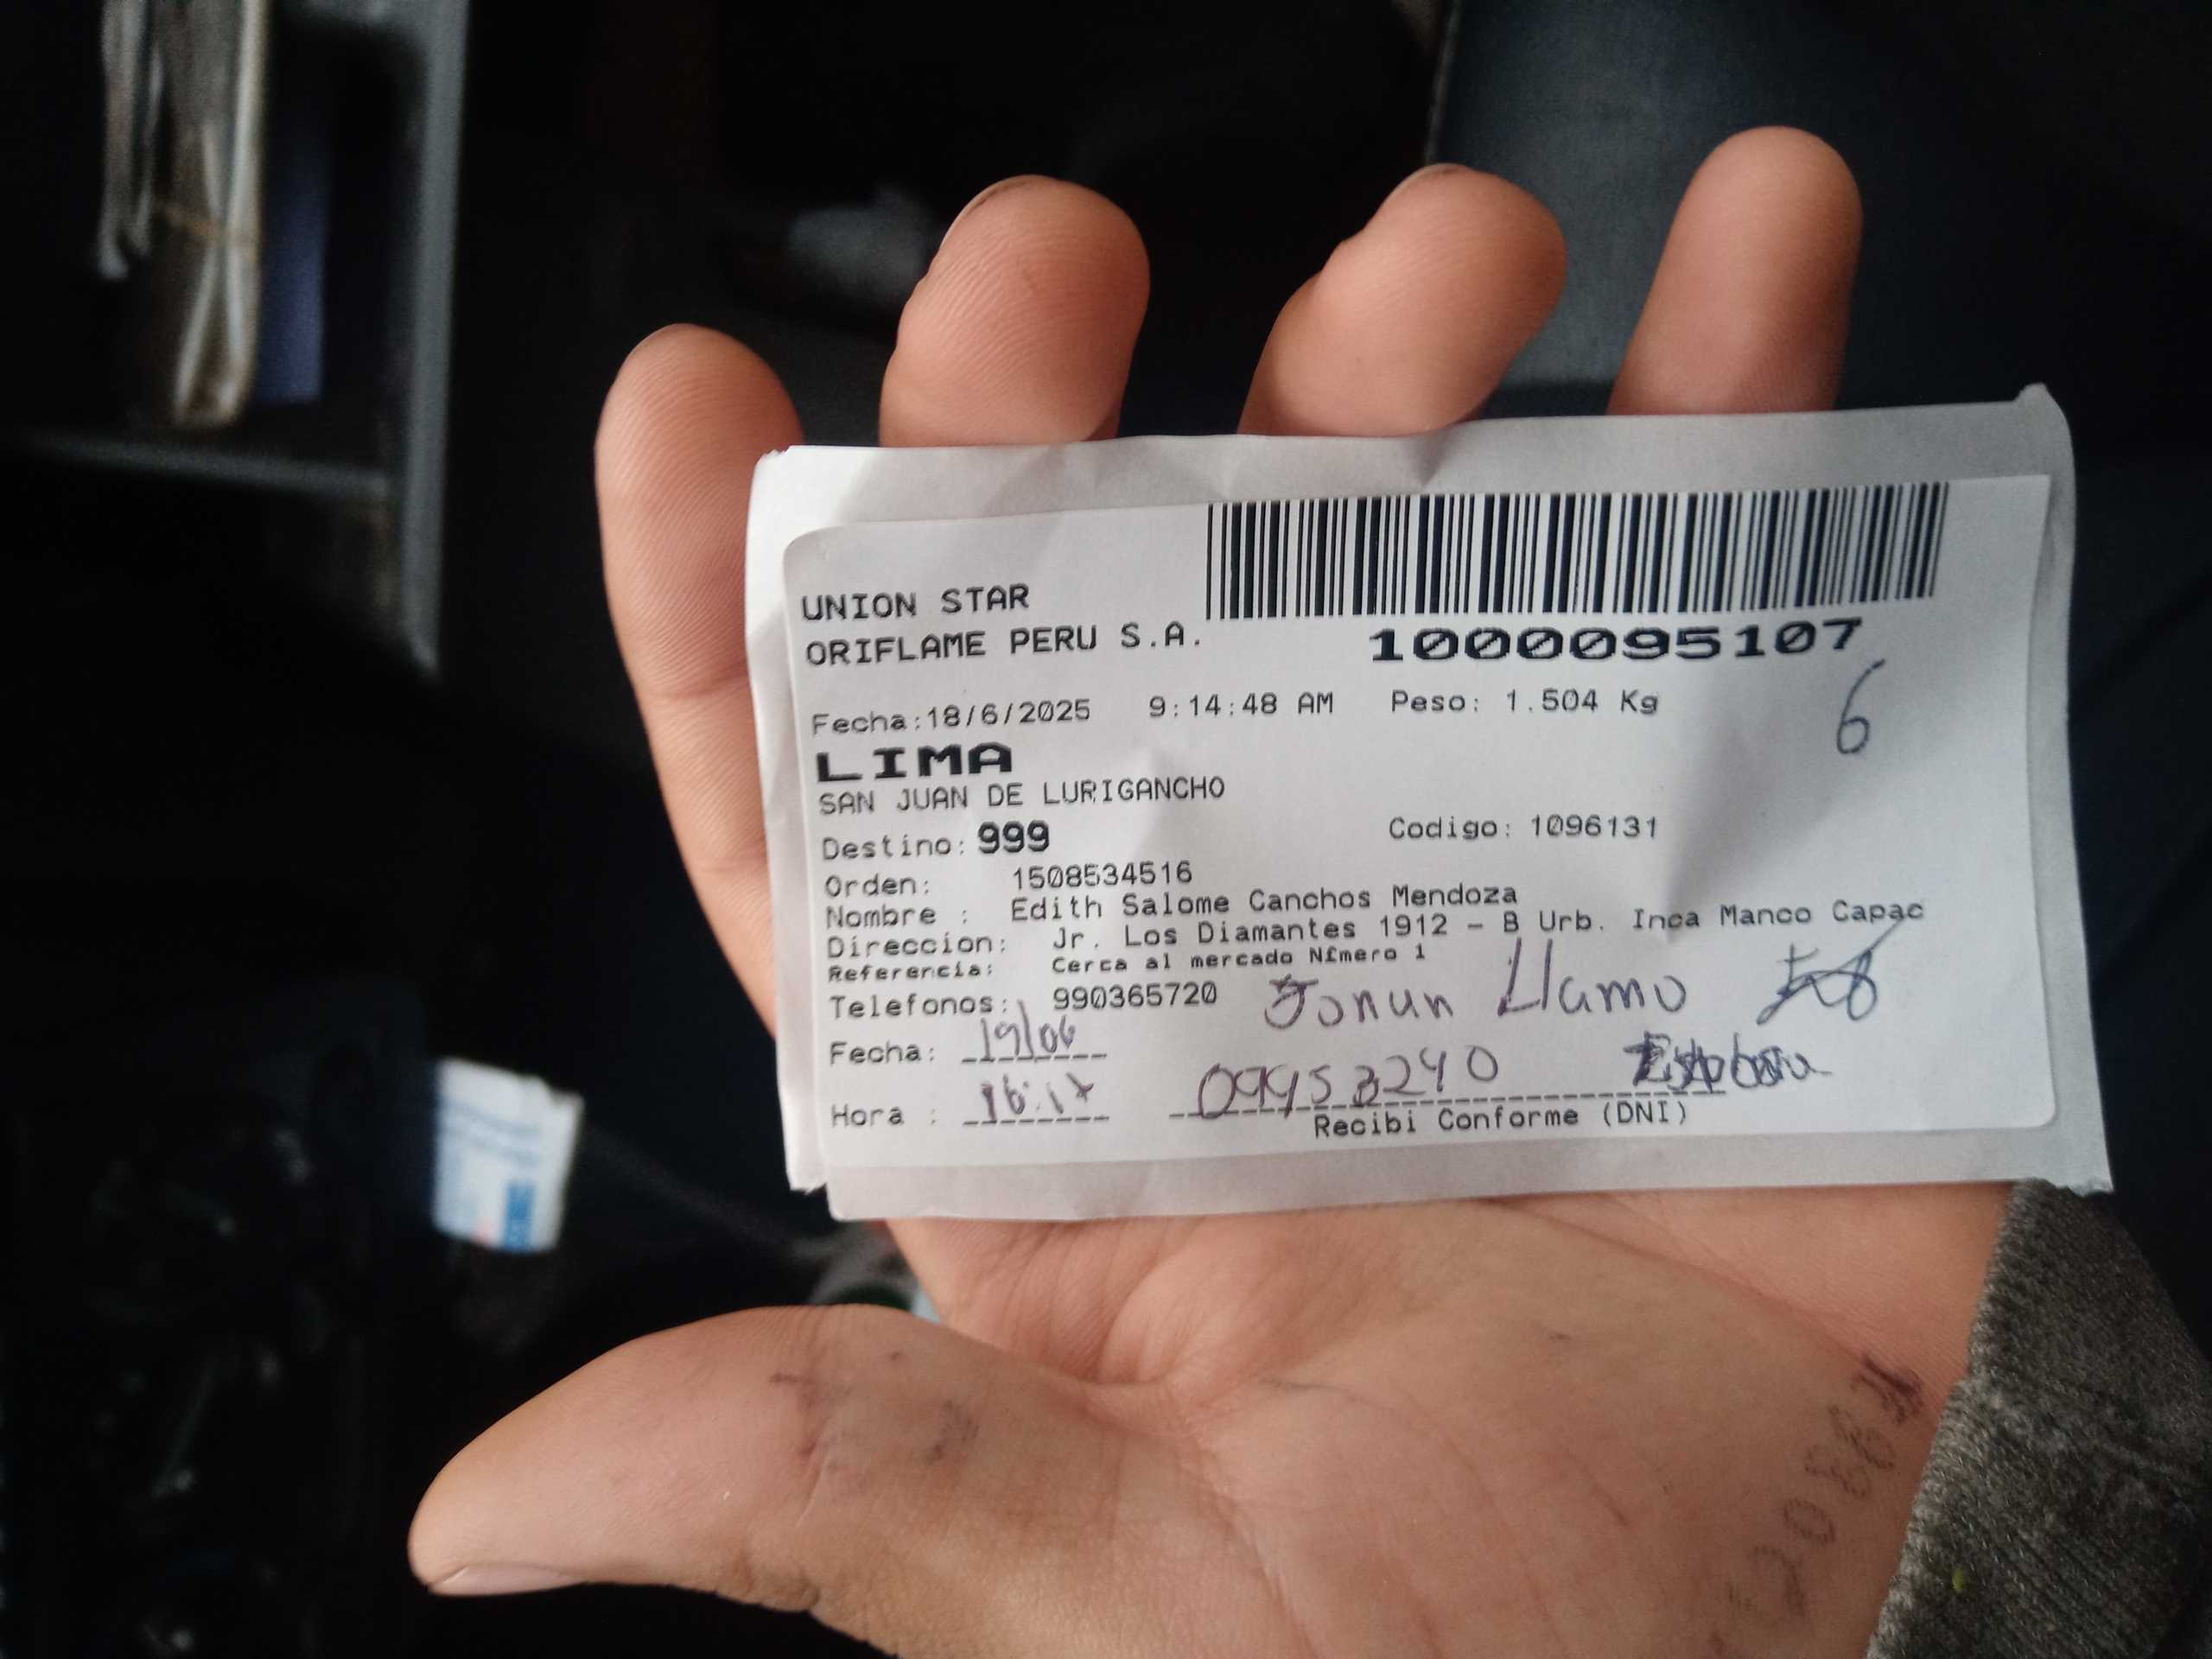 UNION STAR
ORIFLAME PERU S.A.
1000095107
6
Fecha:18/6/2025 9:14:48 AM Peso: 1.504 Kg
LIMA
SAN JUAN DE LURIGANCHO
Destino: 999 Codigo: 1096131
Orden: 1508534516
Nombre : Edith Salome Canchos Mendoza
Direccion: Jr. Los Diamantes 1912 - B Urb. Inca Manco Capac
Referencia: Cerca al mercado Nímero 1
Telefonos: 990365720 Llamo
Fecha: 19/06
Hora : 16:17
Recibi Conforme (DNI)